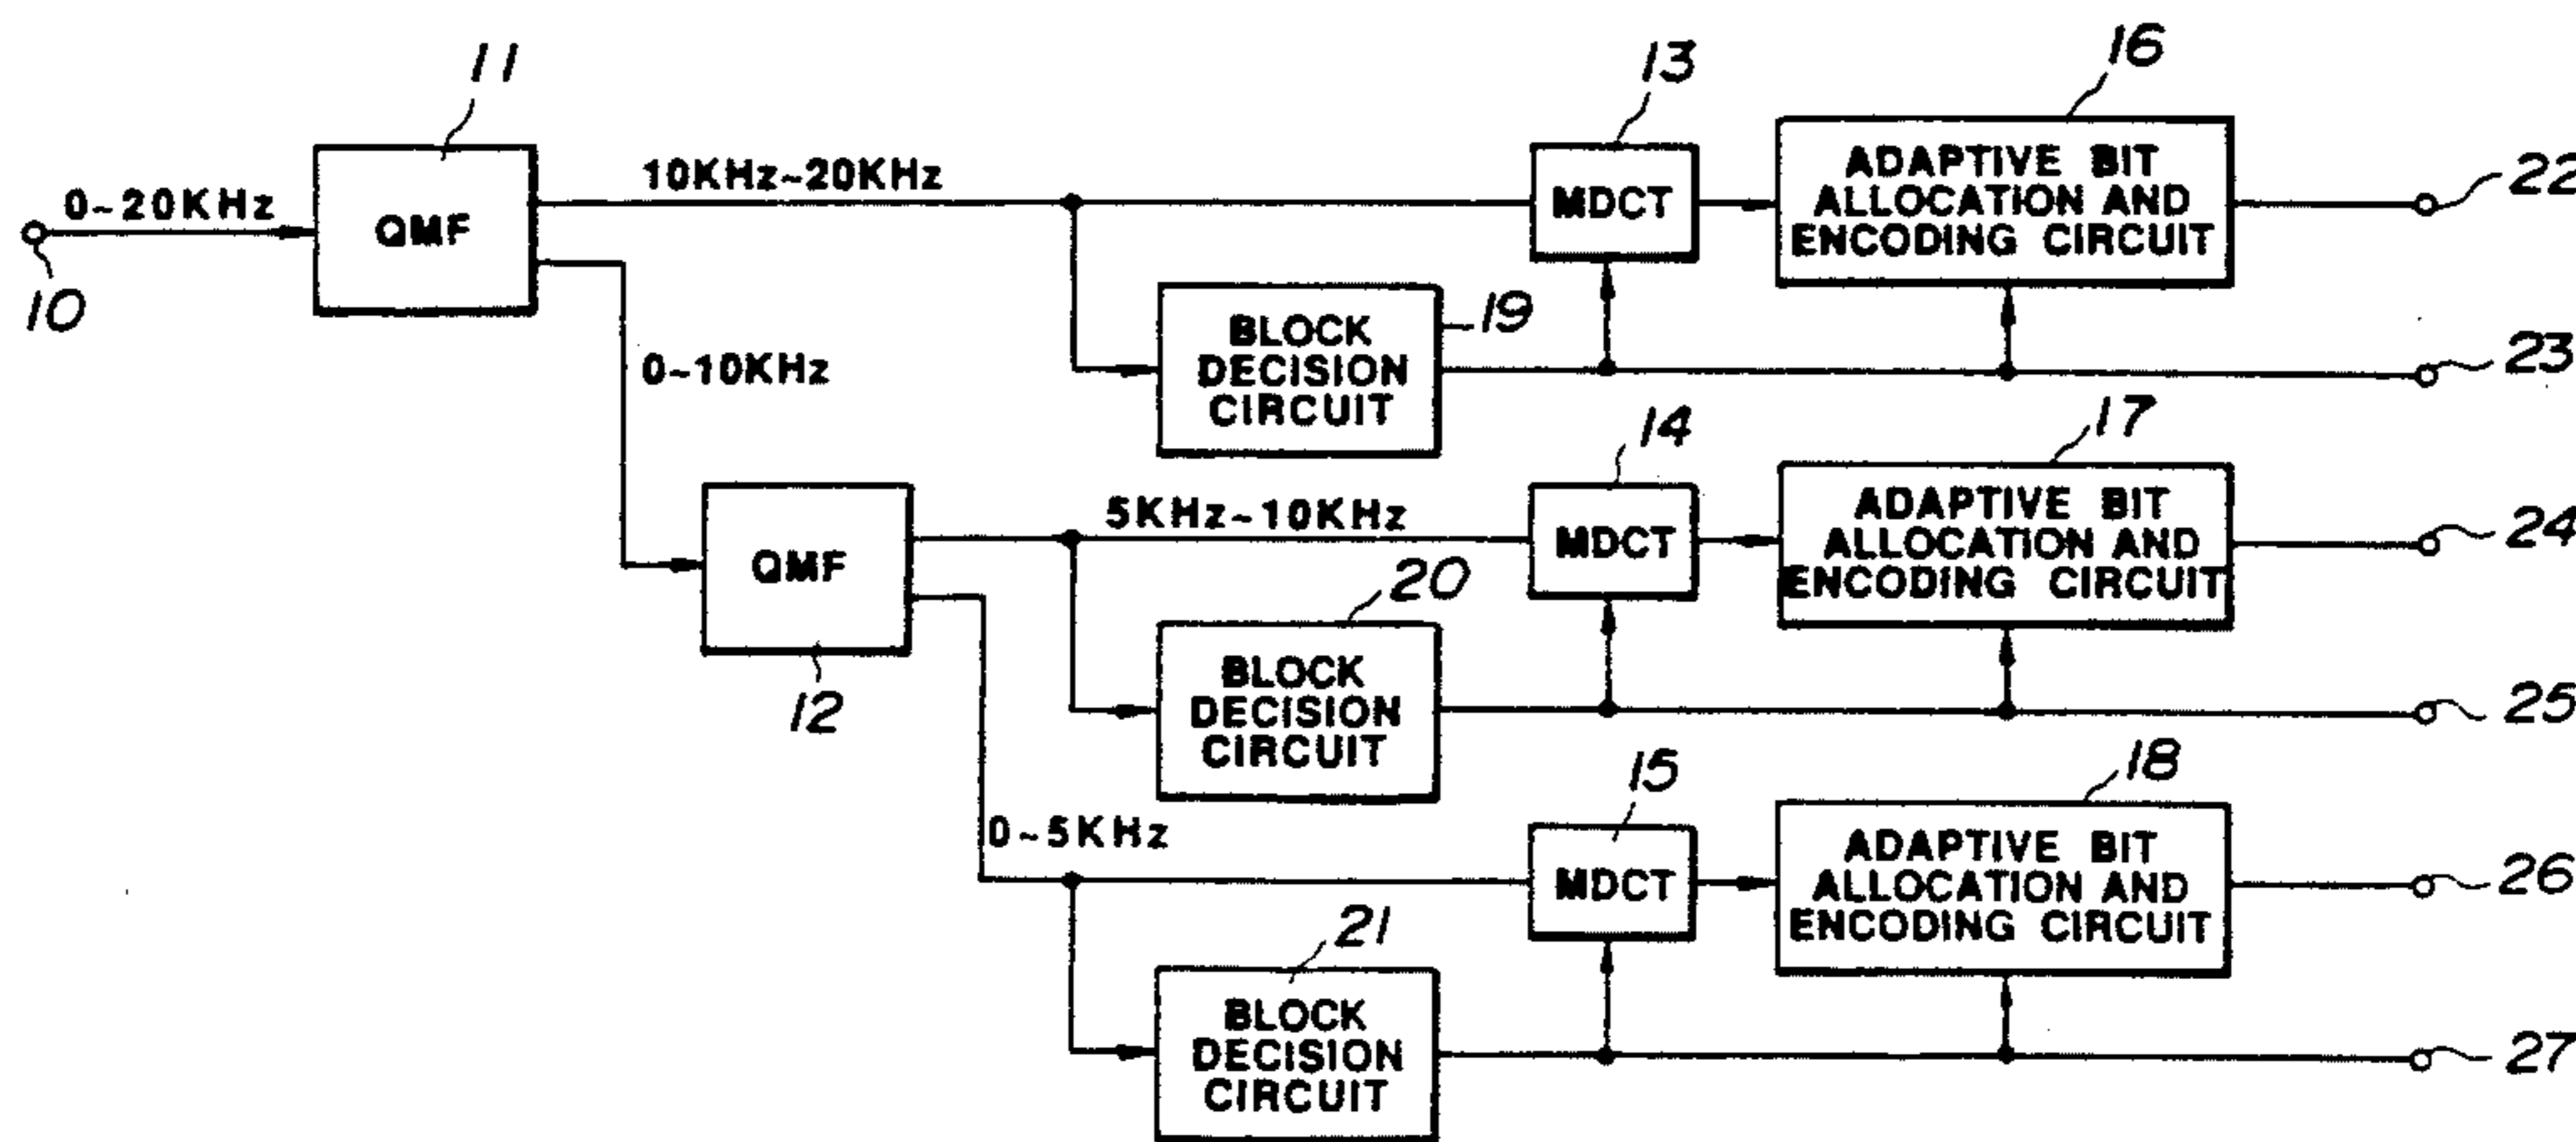 11
0~20KHz
QMF
10
10KHz~20KHz
0~10KHz
13
MDCT
16
ADAPTIVE BIT
ALLOCATION AND
ENCODING CIRCUIT
22
BLOCK
DECISION
CIRCUIT
19
23
QMF
12
5KHz~10KHz
14
MDCT
17
ADAPTIVE BIT
ALLOCATION AND
ENCODING CIRCUIT
24
20
BLOCK
DECISION
CIRCUIT
25
0~5KHz
15
MDCT
18
ADAPTIVE BIT
ALLOCATION AND
ENCODING CIRCUIT
26
21
BLOCK
DECISION
CIRCUIT
27